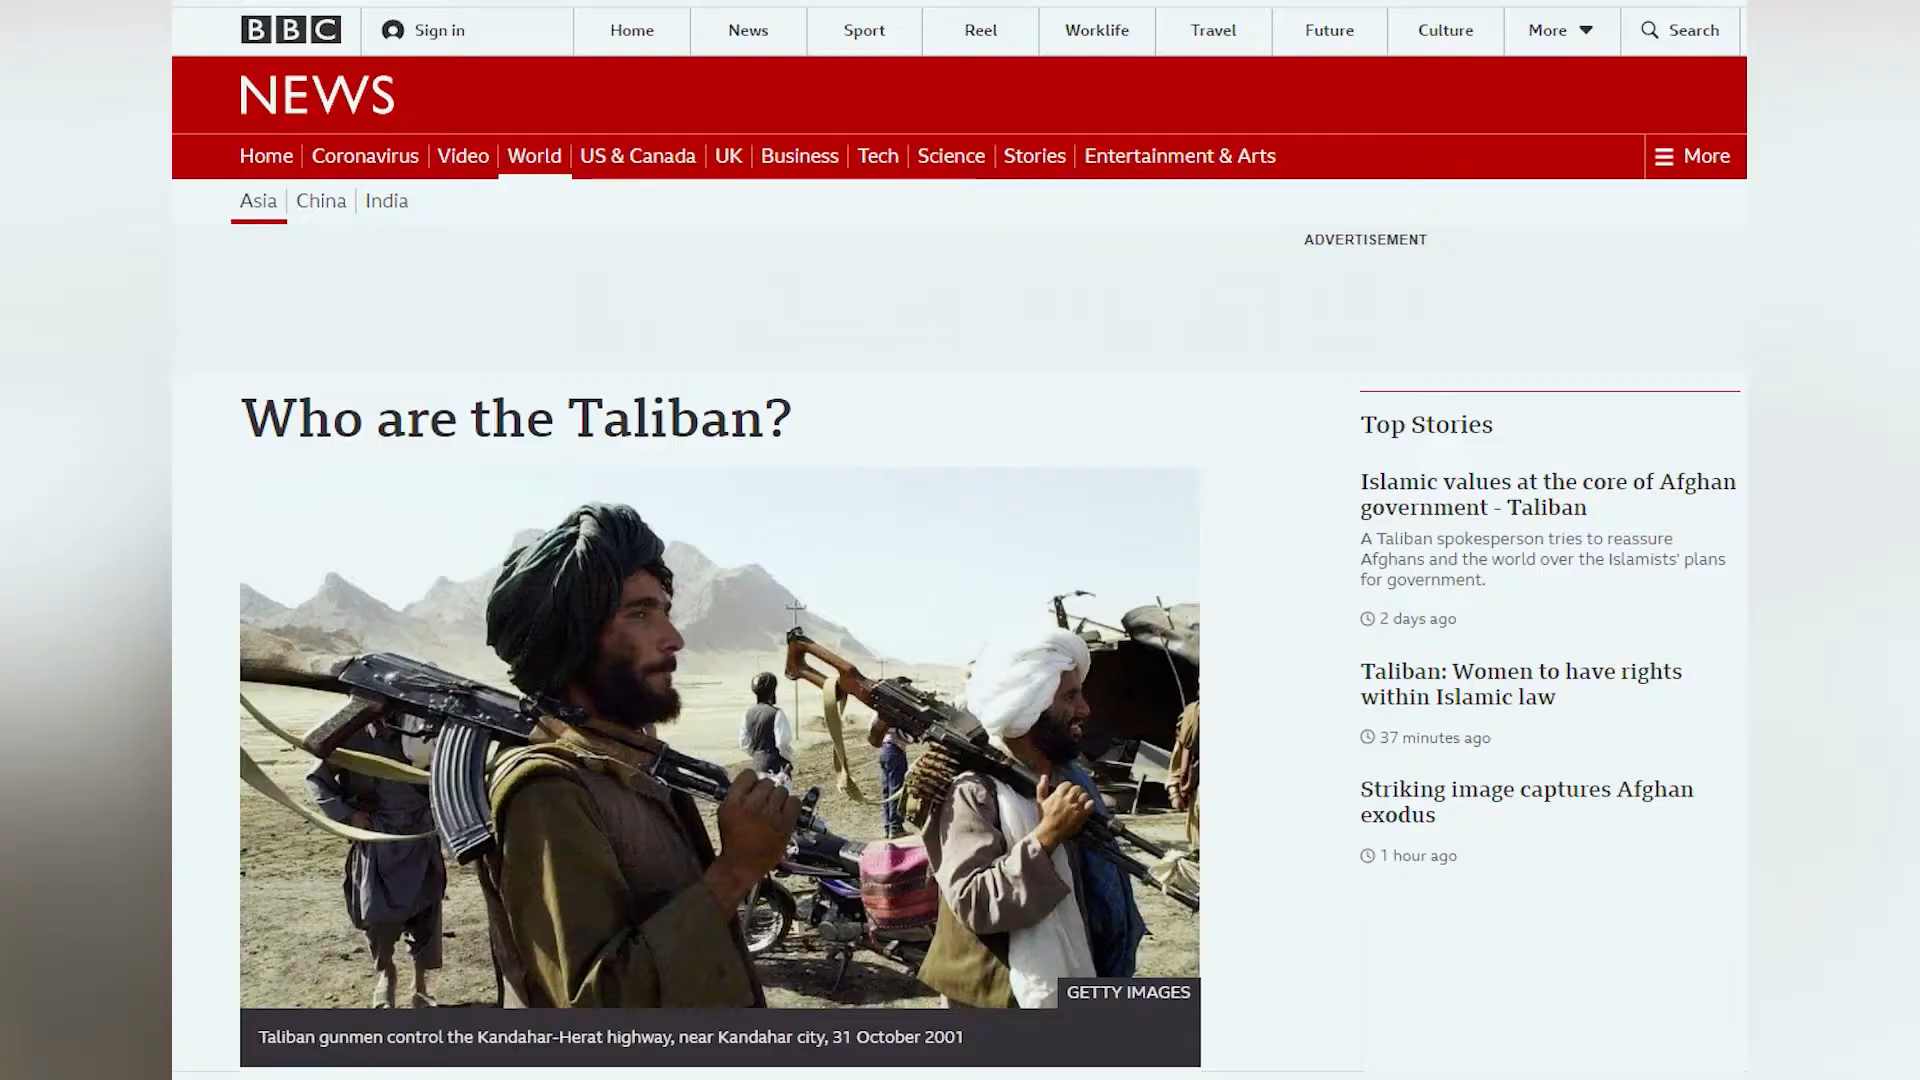 BBC
Sign in
Home
News
Sport
Reel
Worklife
Travel
Future
Culture
More
Search
NEWS
Home
Coronavirus
Video
World
US & Canada
UK
Business
Tech
Science
Stories
Entertainment & Arts
More
Asia
China
India
ADVERTISEMENT
Who are the Taliban?
GETTY IMAGES
Taliban gunmen control the Kandahar-Herat highway, near Kandahar city, 31 October 2001
Top Stories
Islamic values at the core of Afghan
government - Taliban
A Taliban spokesperson tries to reassure
Afghans and the world over the Islamists' plans
for government.
2 days ago
Taliban: Women to have rights
within Islamic law
37 minutes ago
Striking image captures Afghan
exodus
1 hour ago